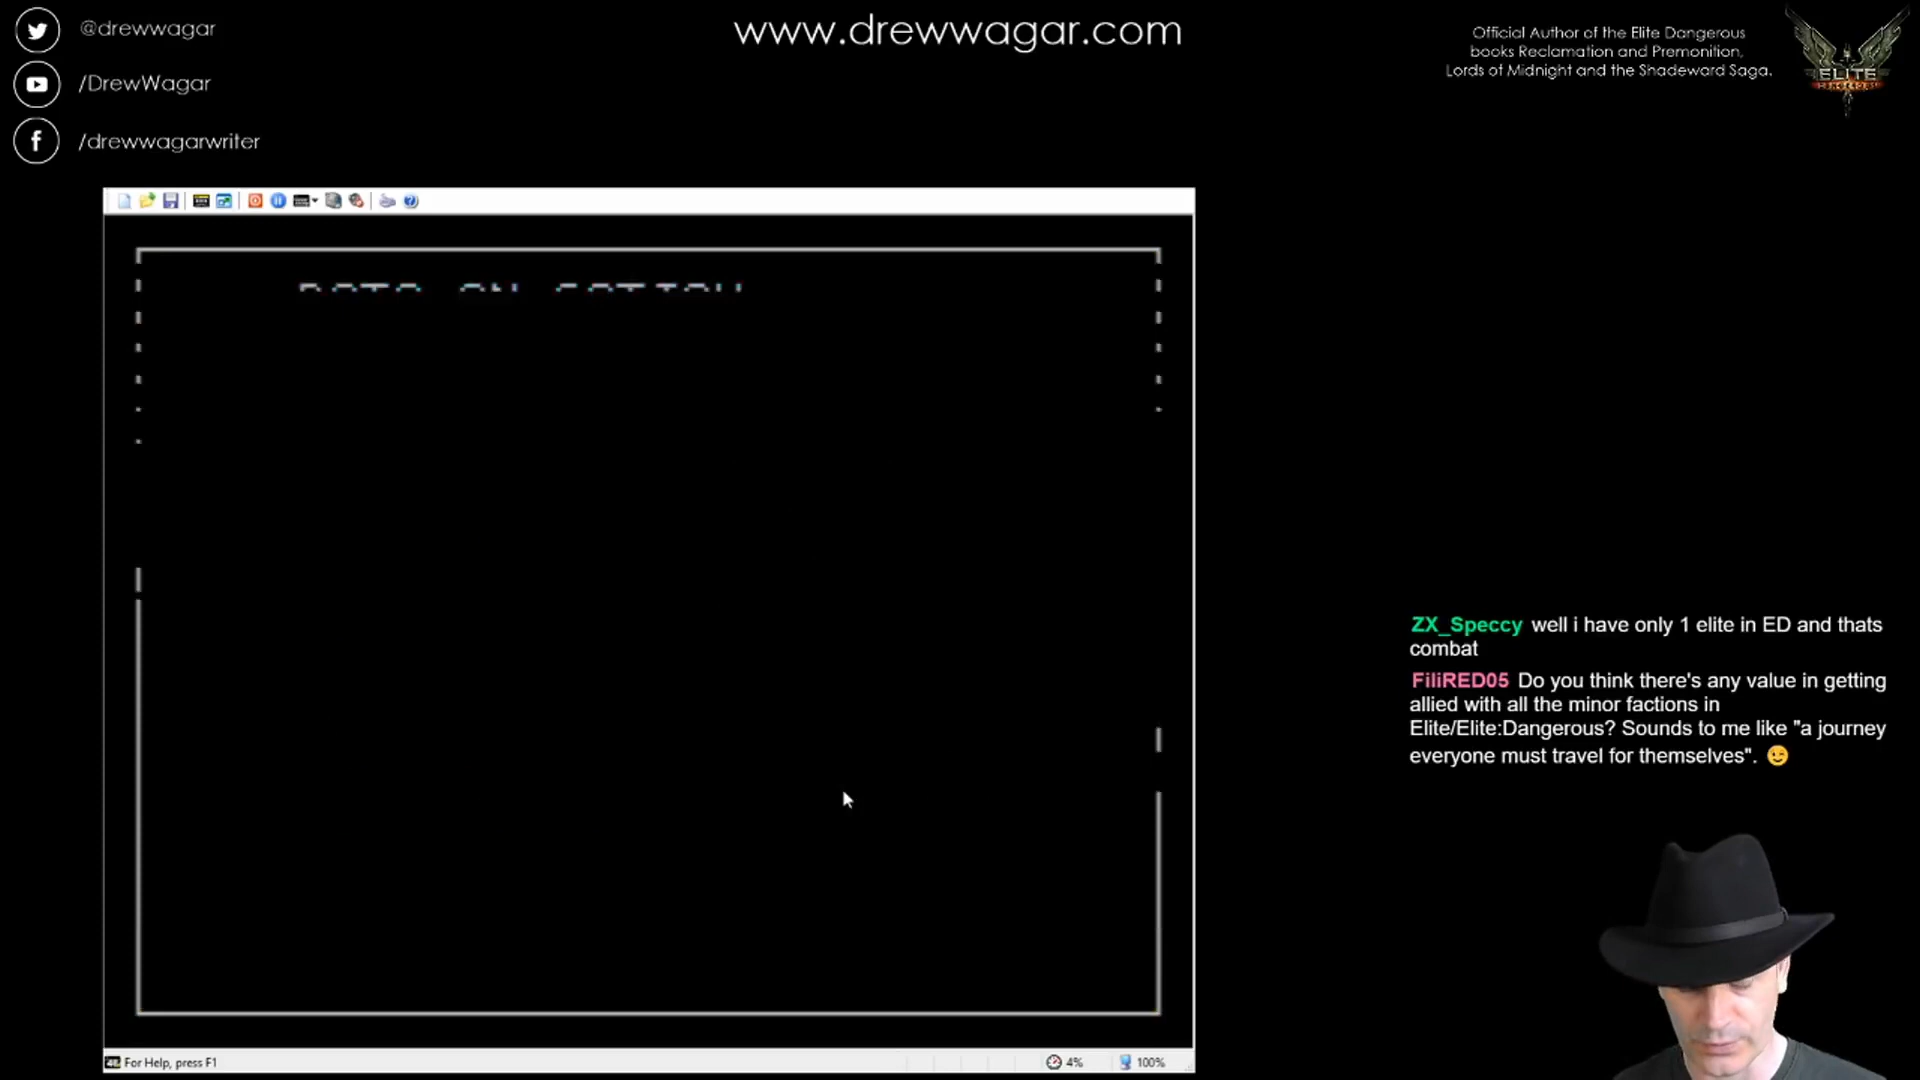 @drewwagar
/DrewWagar
/drewwagarwriter
www.drewwagar.com
Official Author of the Elite Dangerous
books Reclamation and Premonition,
Lords of Midnight and the Shadeward Saga.
ELITE
DANGEROUS
ZX_Speccy well i have only 1 elite in ED and thats
combat
FiliRED05 Do you think there's any value in getting
allied with all the minor factions in
Elite/Elite:Dangerous? Sounds to me like "a journey
everyone must travel for themselves". 😉
For Help, press F1
4%
100%